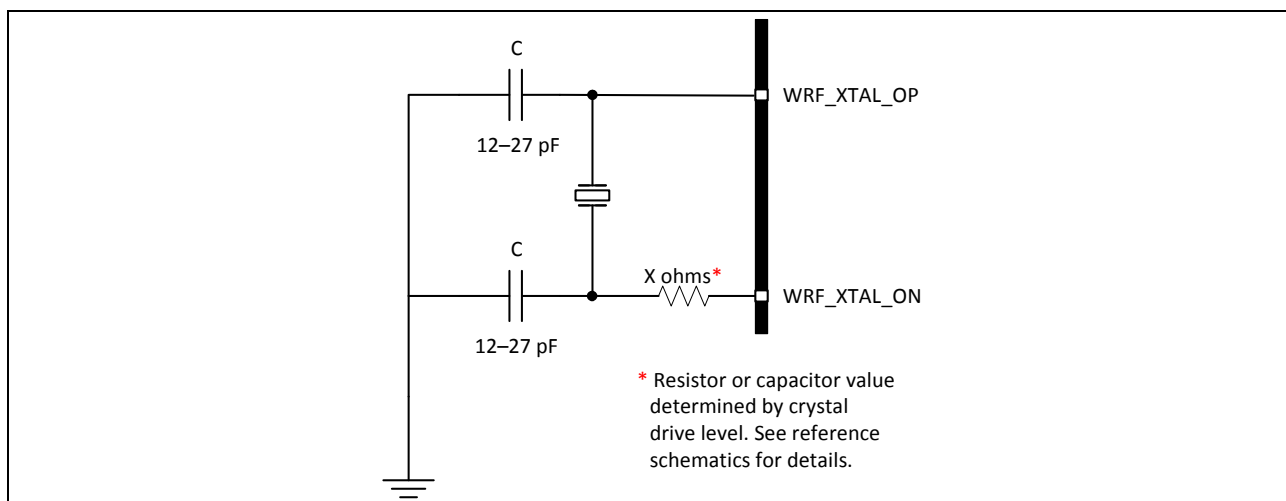 C
WRF_XTAL_OP
12–27 pF
C
X ohms*
WRF_XTAL_ON
12–27 pF
* Resistor or capacitor value
determined by crystal
drive level. See reference
schematics for details.